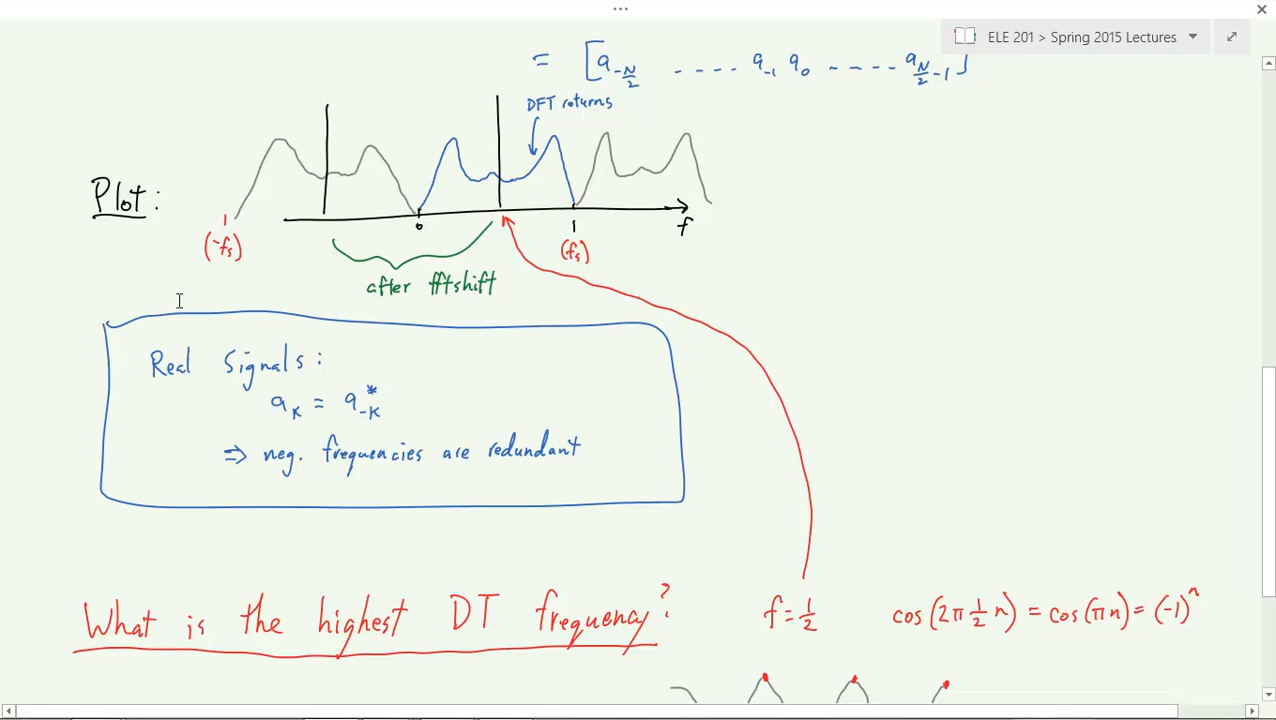 ELE 201 > Spring 2015 Lectures
= [a_{-N/2} ---- a_{-1} a_0 ----- a_{N/2-1}]
DFT returns
Plot:
0
1
f
1
(-fs)
(fs)
after fftshift
Real Signals:
a_K = a_{-K}^*
⇒ neg. frequencies are redundant
What is the highest DT frequency?
f = 1/2
cos(2π 1/2 n) = cos(πn) = (-1)^n